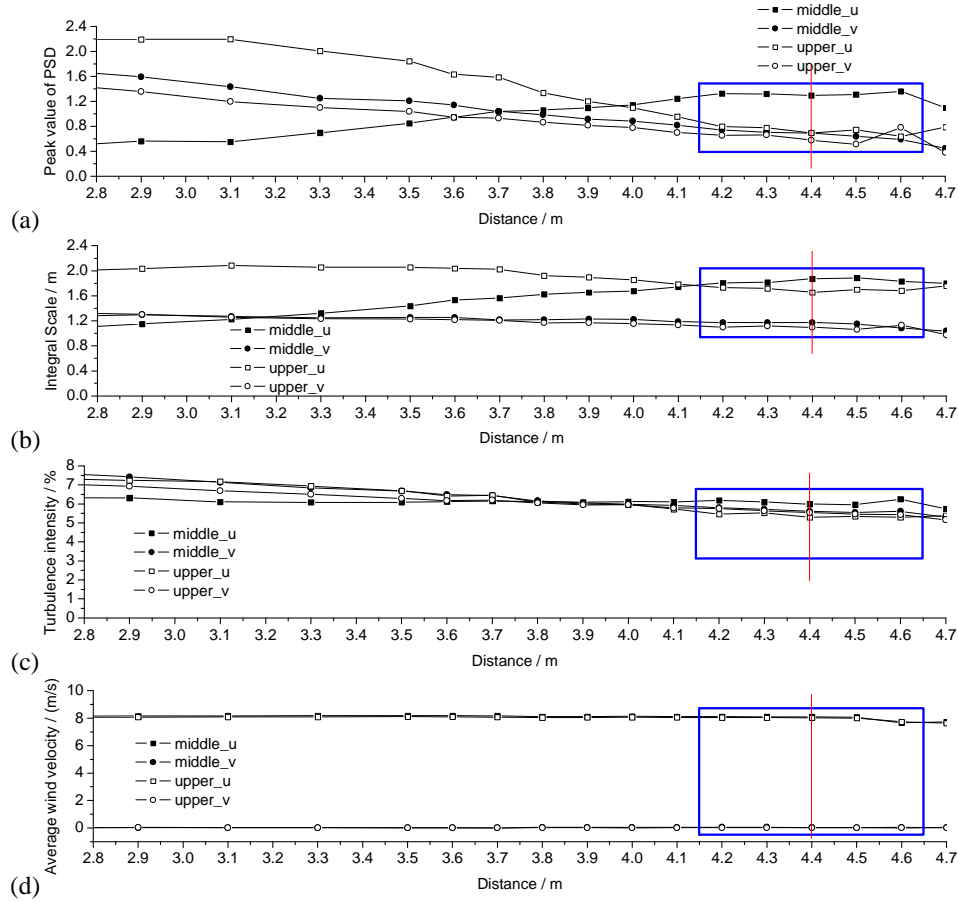 middle_u
middle_v
upper_u
upper_v
2.4
2.0
1.6
1.2
0.8
0.4
0.0
Peak value of PSD
2.8 2.9 3.0 3.1 3.2 3.3 3.4 3.5 3.6 3.7 3.8 3.9 4.0 4.1 4.2 4.3 4.4 4.5 4.6 4.7
Distance / m
(a)
2.4
2.0
1.6
1.2
0.8
0.4
0.0
Integral Scale / m
middle_u
middle_v
upper_u
upper_v
2.8 2.9 3.0 3.1 3.2 3.3 3.4 3.5 3.6 3.7 3.8 3.9 4.0 4.1 4.2 4.3 4.4 4.5 4.6 4.7
Distance / m
(b)
8
7
6
5
4
3
2
1
0
Turbulence intensity / %
middle_u
middle_v
upper_u
upper_v
2.8 2.9 3.0 3.1 3.2 3.3 3.4 3.5 3.6 3.7 3.8 3.9 4.0 4.1 4.2 4.3 4.4 4.5 4.6 4.7
Distance / m
(c)
10
8
6
4
2
0
Average wind velocity / (m/s)
middle_u
middle_v
upper_u
upper_v
2.8 2.9 3.0 3.1 3.2 3.3 3.4 3.5 3.6 3.7 3.8 3.9 4.0 4.1 4.2 4.3 4.4 4.5 4.6 4.7
Distance / m
(d)